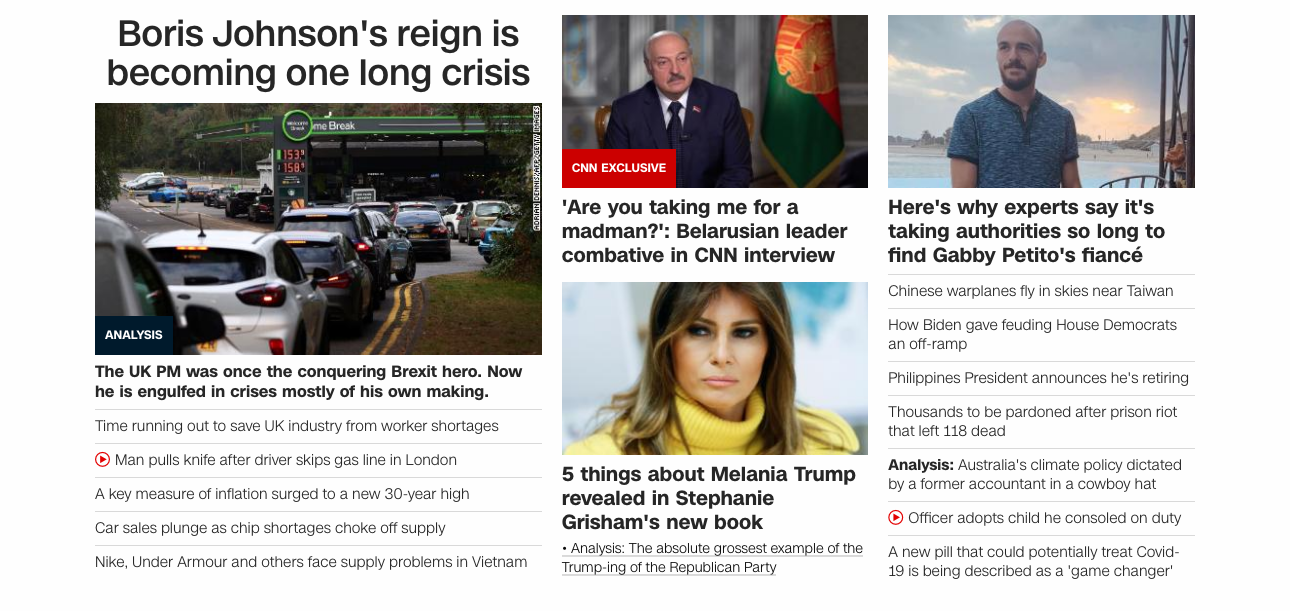 Boris Johnson's reign is
becoming one long crisis
Welcome
Break
me Break
153.9
158.9
ADRIAN DENNIS/AFP/GETTY IMAGES
ANALYSIS
The UK PM was once the conquering Brexit hero. Now
he is engulfed in crises mostly of his own making.
Time running out to save UK industry from worker shortages
Man pulls knife after driver skips gas line in London
A key measure of inflation surged to a new 30-year high
Car sales plunge as chip shortages choke off supply
Nike, Under Armour and others face supply problems in Vietnam
CNN EXCLUSIVE
'Are you taking me for a
madman?': Belarusian leader
combative in CNN interview
5 things about Melania Trump
revealed in Stephanie
Grisham's new book
• Analysis: The absolute grossest example of the
Trump-ing of the Republican Party
Here's why experts say it's
taking authorities so long to
find Gabby Petito's fiancé
Chinese warplanes fly in skies near Taiwan
How Biden gave feuding House Democrats
an off-ramp
Philippines President announces he's retiring
Thousands to be pardoned after prison riot
that left 118 dead
Analysis: Australia's climate policy dictated
by a former accountant in a cowboy hat
Officer adopts child he consoled on duty
A new pill that could potentially treat Covid-
19 is being described as a 'game changer'